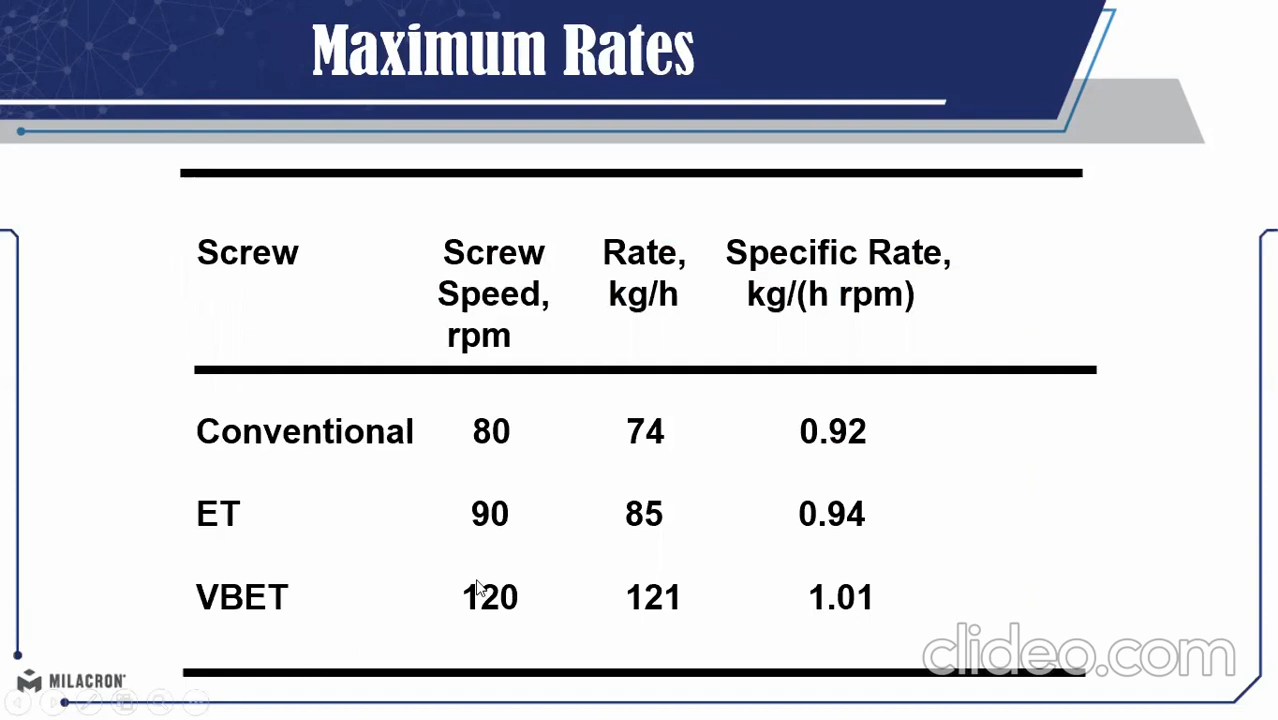 Maximum Rates
Screw Screw Rate, Specific Rate,
Speed, kg/h kg/(h rpm)
rpm
Conventional 80 74 0.92
ET 90 85 0.94
VBET 120 121 1.01
clideo.com
MILACRON